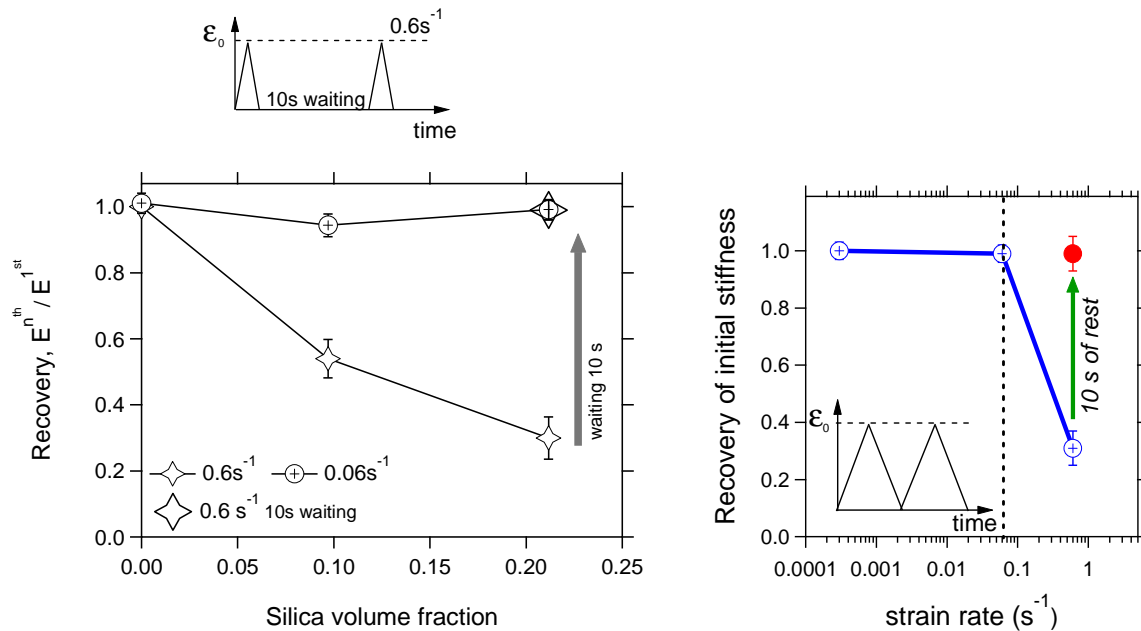 ε₀
0.6s⁻¹
10s waiting
time
Recovery, E^n^th / E^1^st
1.0
0.8
0.6
0.4
0.2
0.0
waiting 10 s
0.6s⁻¹
0.06s⁻¹
0.6 s⁻¹ 10s waiting
0.00
0.05
0.10
0.15
0.20
0.25
Silica volume fraction
Recovery of initial stiffness
1.0
0.8
0.6
0.4
0.2
0.0
10 s of rest
ε₀
time
0.0001
0.01
0.1
1
strain rate (s⁻¹)